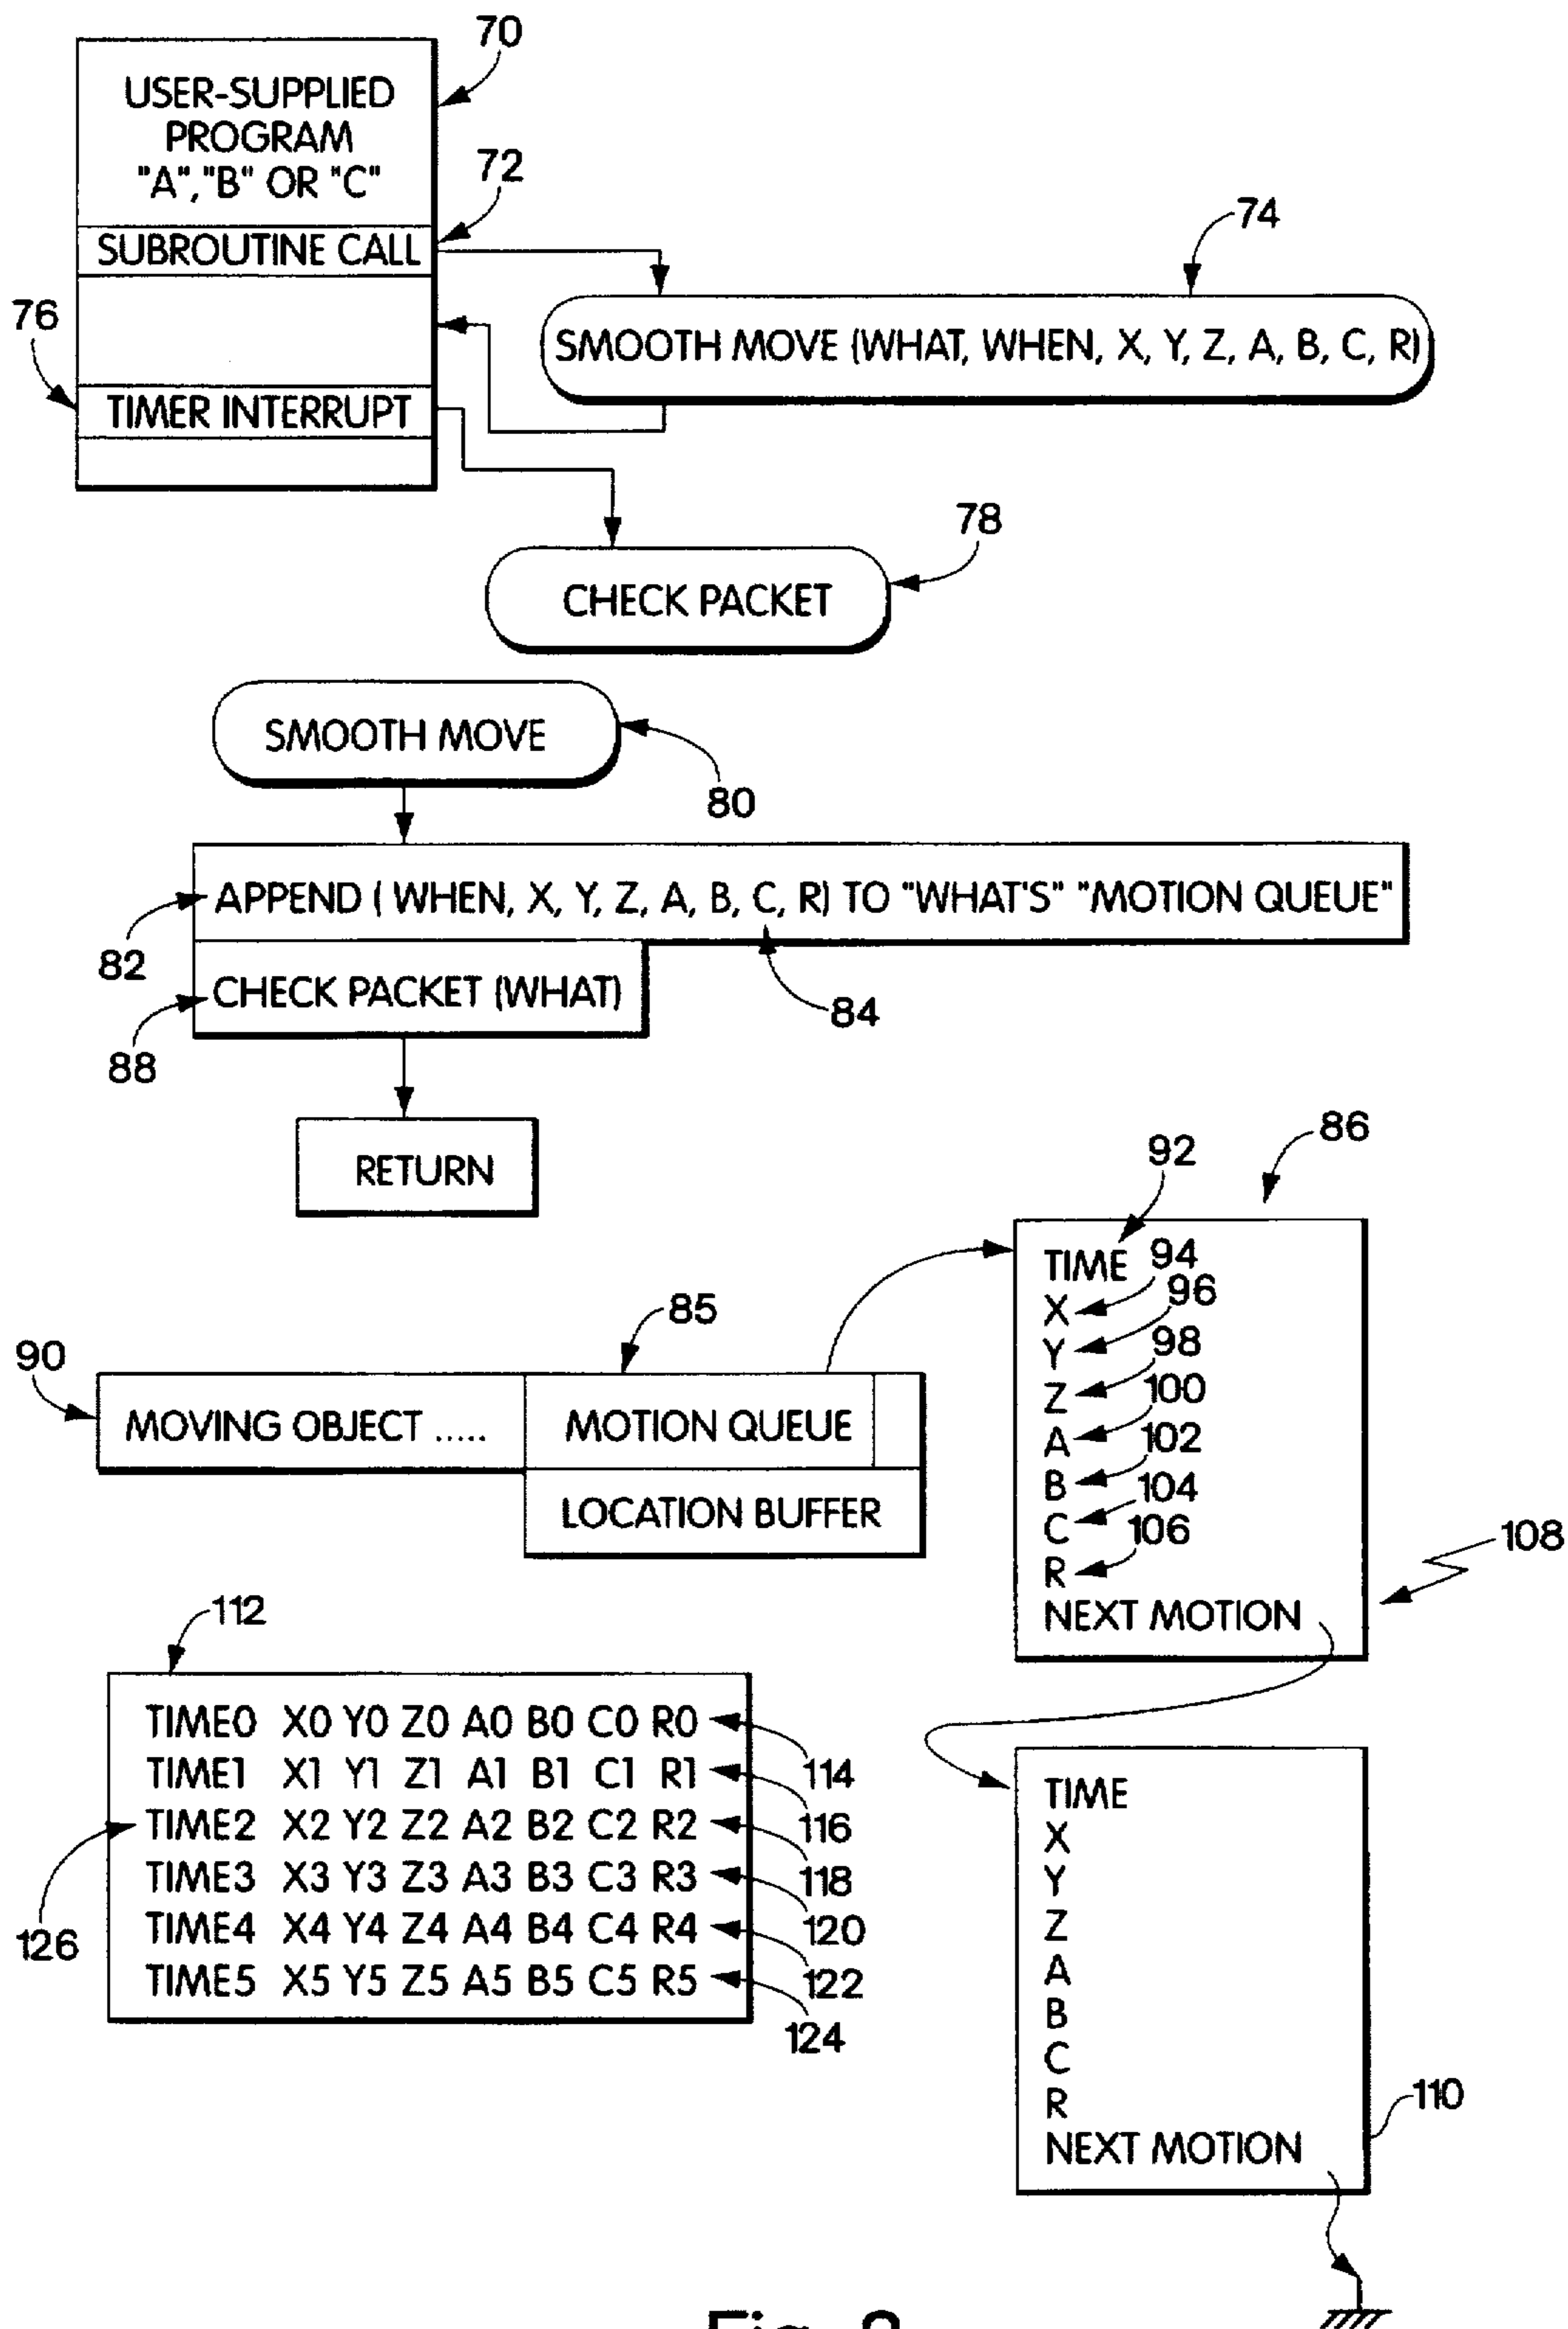 70
USER-SUPPLIED
PROGRAM
"A","B" OR "C"
72
SUBROUTINE CALL
74
76
SMOOTH MOVE (WHAT, WHEN, X, Y, Z, A, B, C, R)
TIMER INTERRUPT
78
CHECK PACKET
SMOOTH MOVE
80
APPEND ( WHEN, X, Y, Z, A, B, C, R) TO "WHAT'S" "MOTION QUEUE"
82
CHECK PACKET (WHAT)
84
88
RETURN
86
92
TIME
94
X
96
Y
98
Z
100
A
102
B
104
C
106
R
108
NEXT MOTION
85
90
MOVING OBJECT .....
MOTION QUEUE
LOCATION BUFFER
112
TIME0 X0 Y0 Z0 A0 B0 C0 R0
114
TIME1 X1 Y1 Z1 A1 B1 C1 R1
116
TIME2 X2 Y2 Z2 A2 B2 C2 R2
118
TIME3 X3 Y3 Z3 A3 B3 C3 R3
120
TIME4 X4 Y4 Z4 A4 B4 C4 R4
122
TIME5 X5 Y5 Z5 A5 B5 C5 R5
124
126
TIME
X
Y
Z
A
B
C
R
110
NEXT MOTION